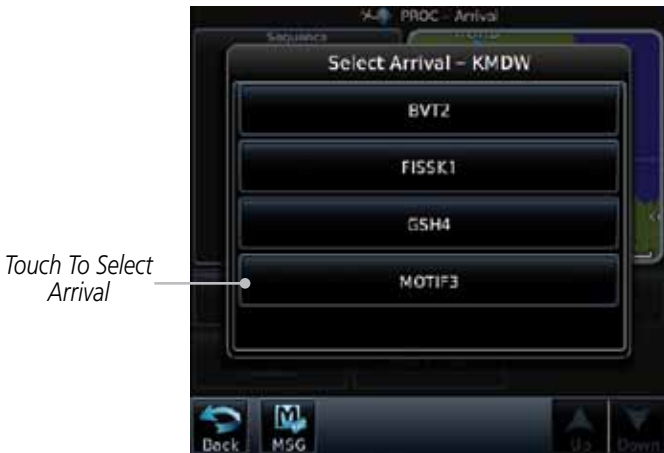 PROC - Arrival
Sequence
Select Arrival – KMDW
BVT2
FISSK1
GSH4
MOTIF3
Touch To Select
Arrival
Back
MSG
Up
Down